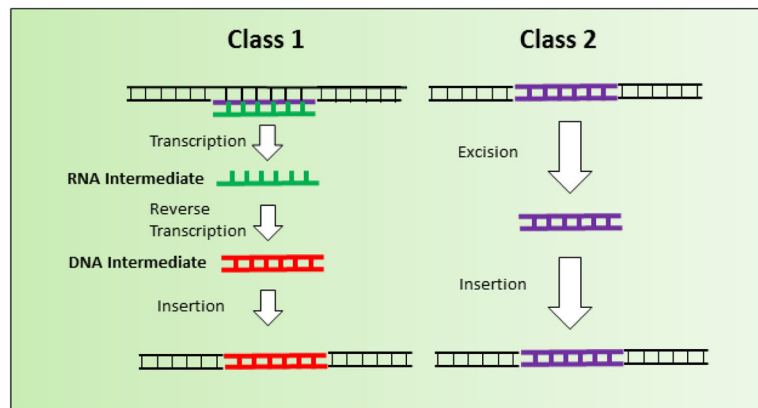 Class 1
Transcription
RNA Intermediate
Reverse
Transcription
DNA Intermediate
Insertion
Class 2
Excision
Insertion